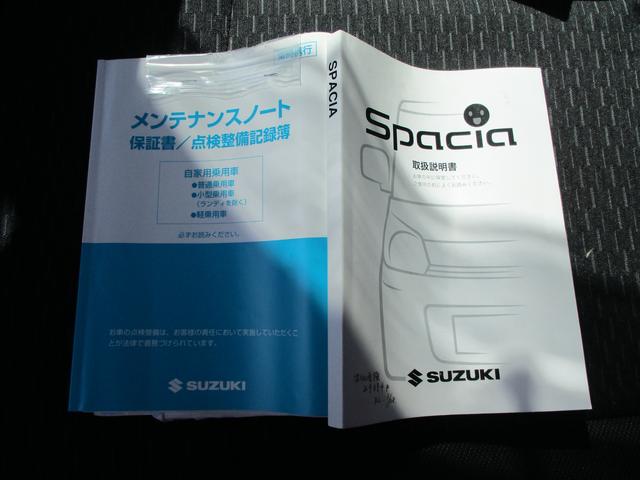 行
メンテナンスノート
保証書/点検整備記録簿
自家用乗用車
●普通乗用車
●小型乗用車
(ランディを除く)
●軽乗用車
必ずお読みください。
お車の点検整備は、お客様の責任において実施していただくこ
とが法律で義務づけられています。
SUZUKI
SPACIA
Spacia
取扱説明書
SUZUKI